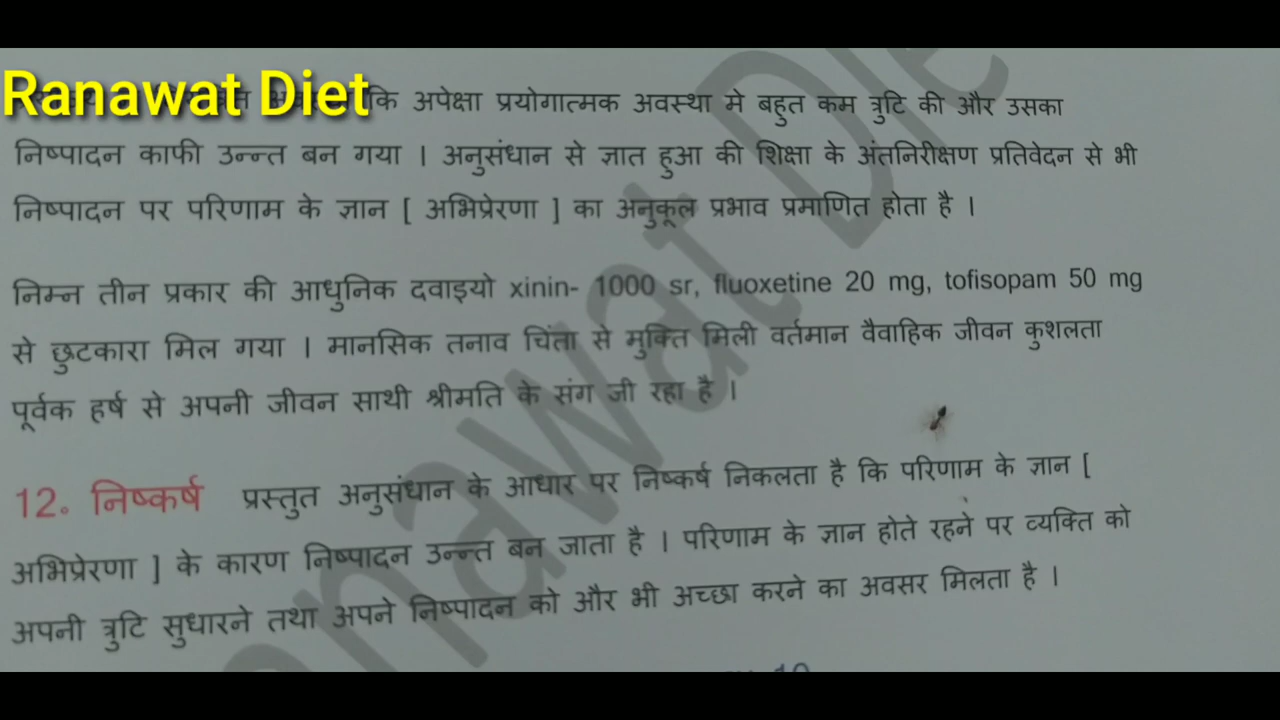 Ranawat Diet कि अपेक्षा प्रयोगात्मक अवस्था मे बहुत कम त्रुटि की और उसका
निष्पादन काफी उन्न्त बन गया । अनुसंधान से ज्ञात हुआ की शिक्षा के अंतनिरीक्षण प्रतिवेदन से भी
निष्पादन पर परिणाम के ज्ञान [ अभिप्रेरणा ] का अनुकूल प्रभाव प्रमाणित होता है ।
निम्न तीन प्रकार की आधुनिक दवाइयो xinin- 1000 sr, fluoxetine 20 mg, tofisopam 50 mg
से छुटकारा मिल गया । मानसिक तनाव चिंता से मुक्ति मिली वर्तमान वैवाहिक जीवन कुशलता
पूर्वक हर्ष से अपनी जीवन साथी श्रीमति के संग जी रहा है ।
12. निष्कर्ष प्रस्तुत अनुसंधान के आधार पर निष्कर्ष निकलता है कि परिणाम के ज्ञान [
अभिप्रेरणा ] के कारण निष्पादन उन्न्त बन जाता है । परिणाम के ज्ञान होते रहने पर व्यक्ति को
अपनी त्रुटि सुधारने तथा अपने निष्पादन को और भी अच्छा करने का अवसर मिलता है ।